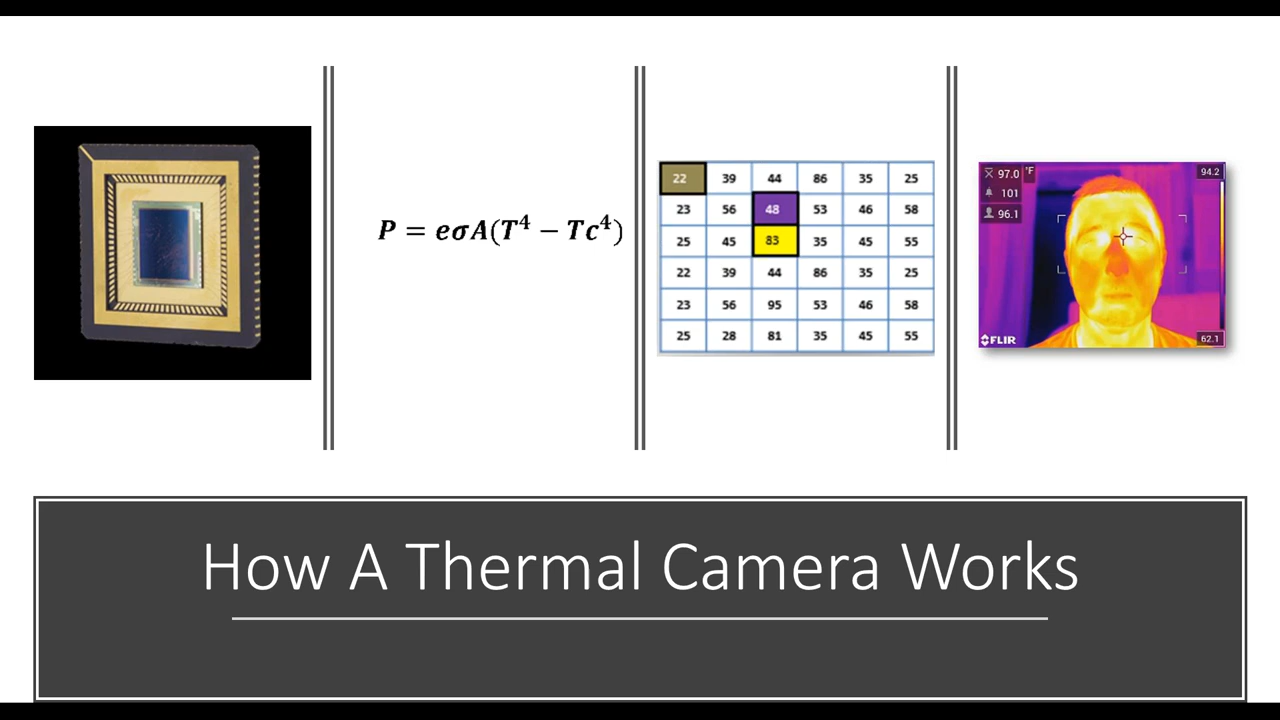 P = eσA(T⁴ − Tc⁴)
22 39 44 86 35 25
23 56 48 53 46 58
25 45 83 35 45 55
22 39 44 86 35 25
23 56 95 53 46 58
25 28 81 35 45 55
97.0 °F
101
96.1
94.2
FLIR
62.1
How A Thermal Camera Works